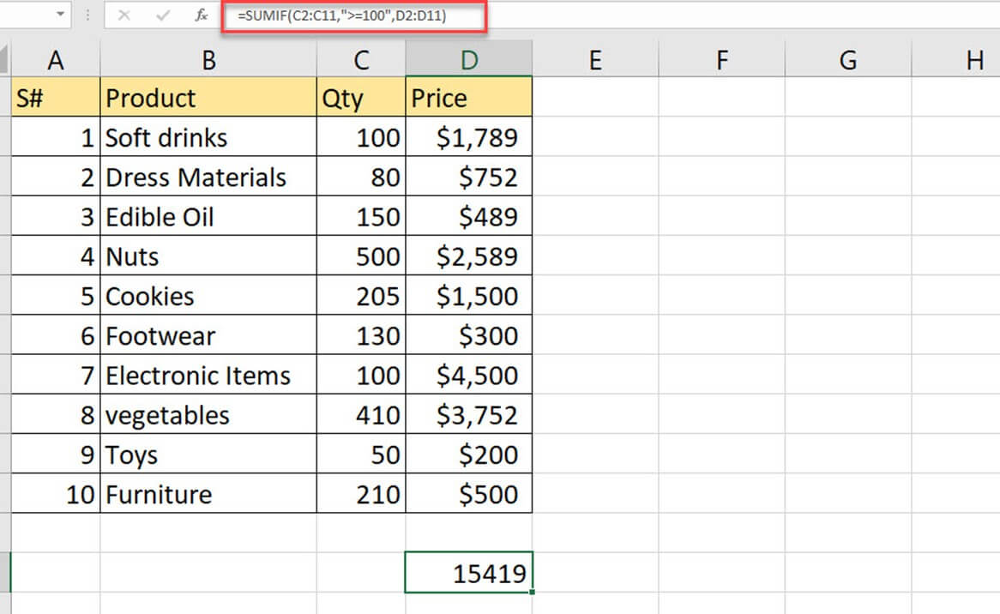 fx =SUMIF(C2:C11,">=100",D2:D11)
A B C D E F G H
S# Product Qty Price
1 Soft drinks 100 $1,789
2 Dress Materials 80 $752
3 Edible Oil 150 $489
4 Nuts 500 $2,589
5 Cookies 205 $1,500
6 Footwear 130 $300
7 Electronic Items 100 $4,500
8 vegetables 410 $3,752
9 Toys 50 $200
10 Furniture 210 $500
15419